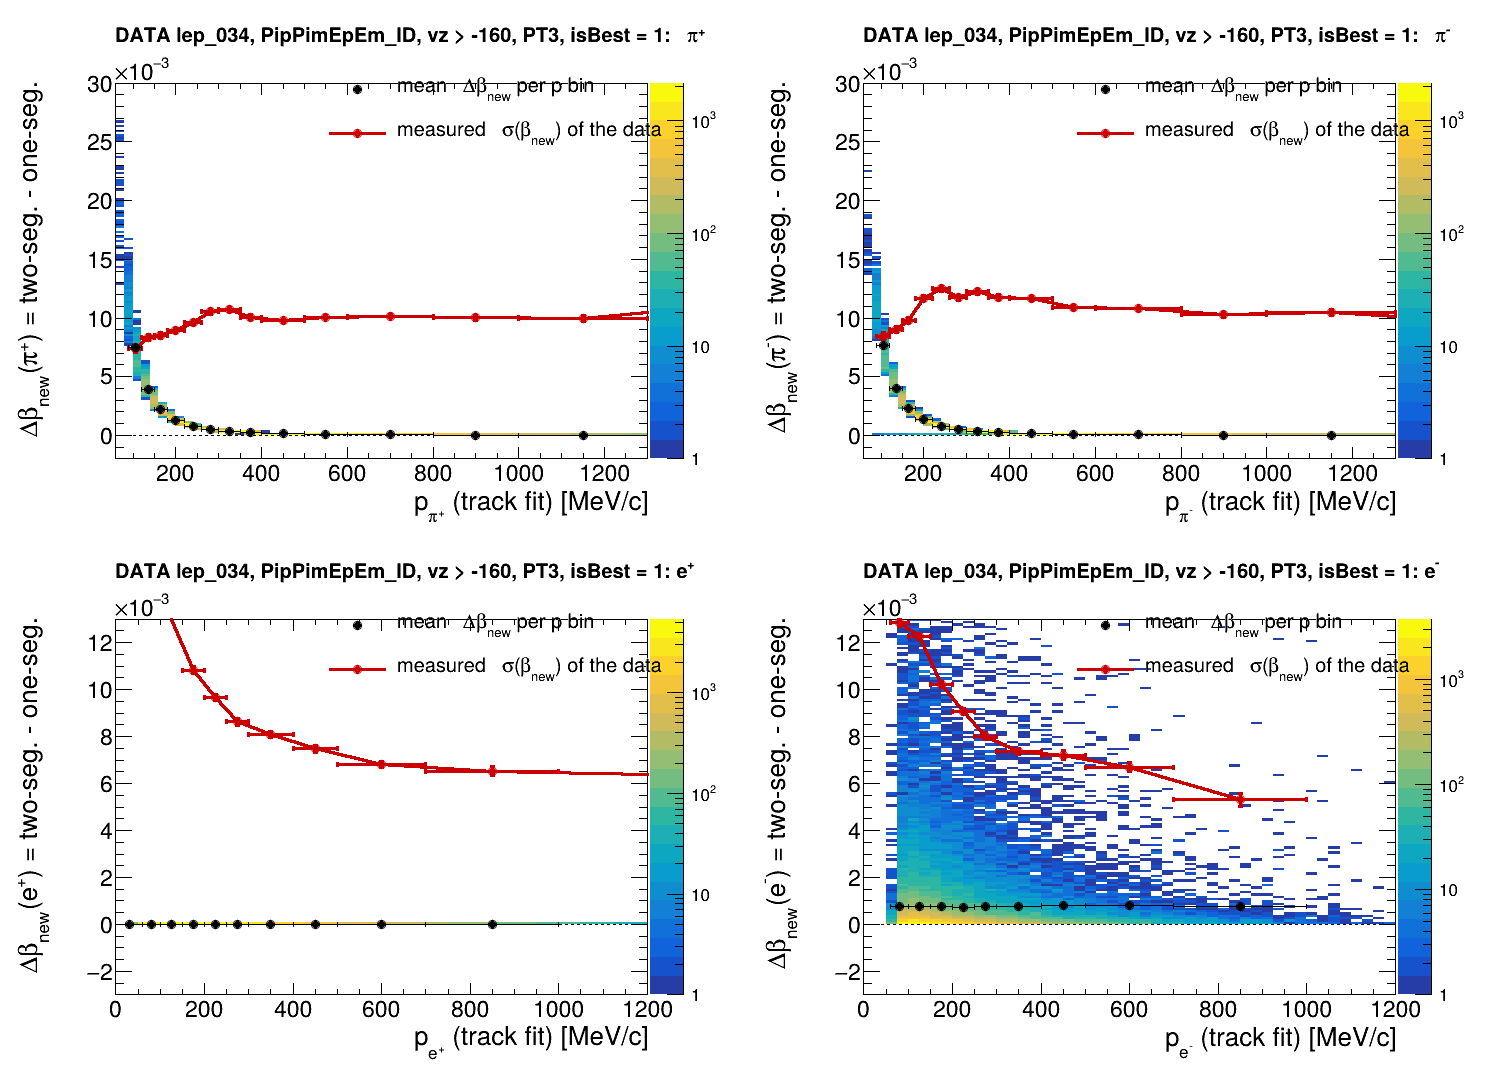 DATA lep_034, PipPimEpEm_ID, vz > -160, PT3, isBest = 1: π⁺
×10⁻³
30
25
20
15
10
5
0
Δβnew(π⁺) = two-seg. - one-seg.
mean Δβnew per p bin
measured σ(βnew) of the data
10³
10²
10
1
200 400 600 800 1000 1200
pπ⁺ (track fit) [MeV/c]
DATA lep_034, PipPimEpEm_ID, vz > -160, PT3, isBest = 1: π⁻
×10⁻³
30
25
20
15
10
5
0
Δβnew(π⁻) = two-seg. - one-seg.
mean Δβnew per p bin
measured σ(βnew) of the data
10³
10²
10
1
200 400 600 800 1000 1200
pπ⁻ (track fit) [MeV/c]
DATA lep_034, PipPimEpEm_ID, vz > -160, PT3, isBest = 1: e⁺
×10⁻³
12
10
8
6
4
2
0
−2
Δβnew(e⁺) = two-seg. - one-seg.
mean Δβnew per p bin
measured σ(βnew) of the data
10³
10²
10
1
0 200 400 600 800 1000 1200
pe⁺ (track fit) [MeV/c]
DATA lep_034, PipPimEpEm_ID, vz > -160, PT3, isBest = 1: e⁻
×10⁻³
12
10
8
6
4
2
0
−2
Δβnew(e⁻) = two-seg. - one-seg.
mean Δβnew per p bin
measured σ(βnew) of the data
10³
10²
10
1
0 200 400 600 800 1000 1200
pe⁻ (track fit) [MeV/c]